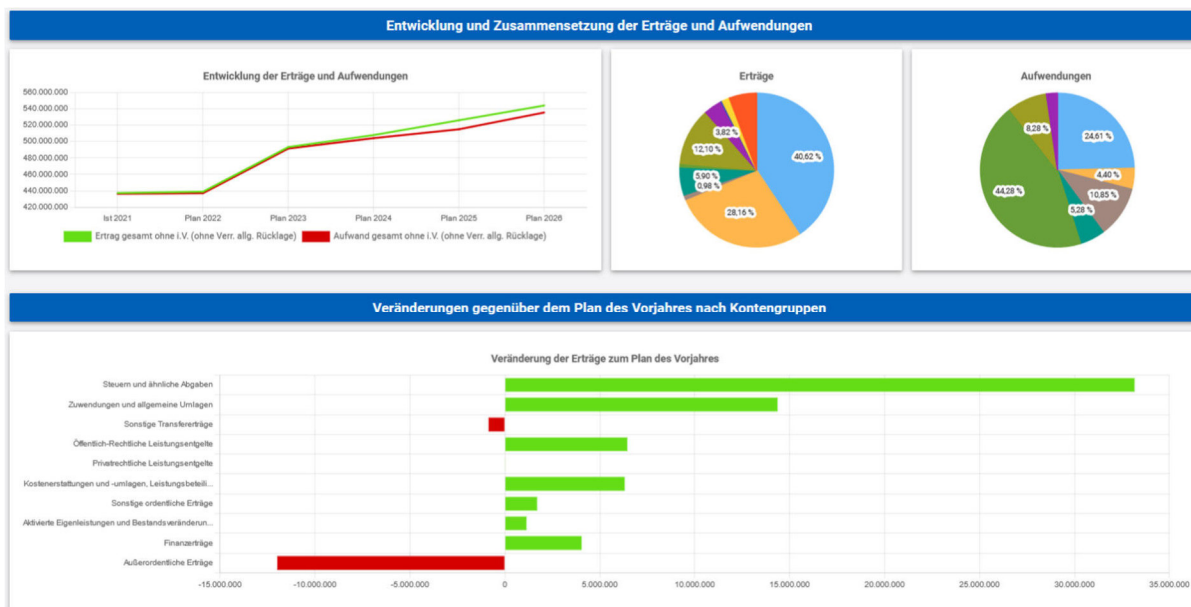 Entwicklung und Zusammensetzung der Erträge und Aufwendungen
Entwicklung der Erträge und Aufwendungen
560.000.000
540.000.000
520.000.000
500.000.000
480.000.000
460.000.000
440.000.000
420.000.000
Ist 2021 Plan 2022 Plan 2023 Plan 2024 Plan 2025 Plan 2026
Ertrag gesamt ohne i.V. (ohne Verr. allg. Rücklage) Aufwand gesamt ohne i.V. (ohne Verr. allg. Rücklage)
Erträge
3,82 %
12,10 %
40,62 %
5,90 %
0,98 %
28,16 %
Aufwendungen
8,28 %
24,61 %
4,40 %
10,85 %
44,28 %
5,28 %
Veränderungen gegenüber dem Plan des Vorjahres nach Kontengruppen
Veränderung der Erträge zum Plan des Vorjahres
Steuern und ähnliche Abgaben
Zuwendungen und allgemeine Umlagen
Sonstige Transfererträge
Öffentlich-Rechtliche Leistungsentgelte
Privatrechtliche Leistungsentgelte
Kostenerstattungen und -umlagen, Leistungsbeteili...
Sonstige ordentliche Erträge
Aktivierte Eigenleistungen und Bestandsveränderun...
Finanzerträge
Außerordentliche Erträge
-15.000.000 -10.000.000 -5.000.000 0 5.000.000 10.000.000 15.000.000 20.000.000 25.000.000 30.000.000 35.000.000